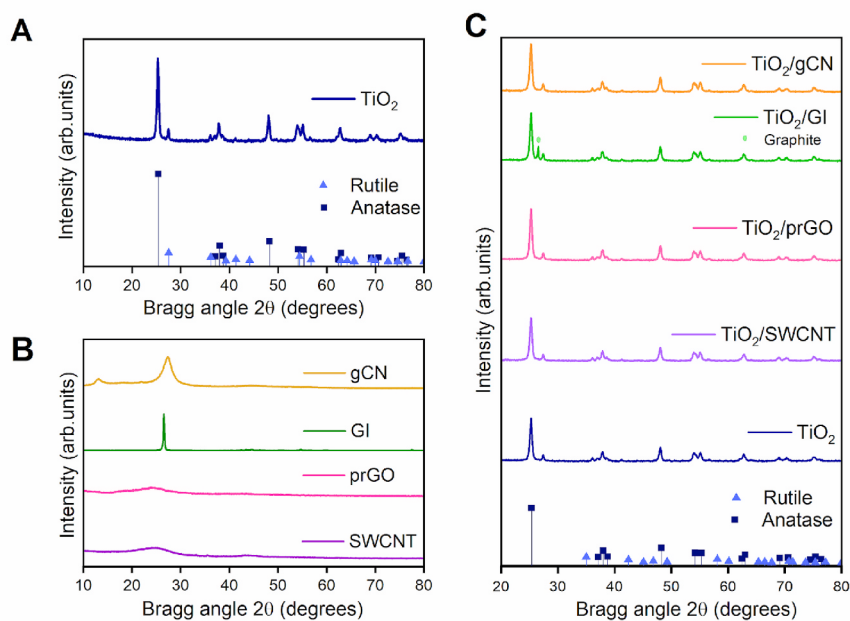 A
Intensity (arb.units)
TiO₂
Rutile
Anatase
10 20 30 40 50 60 70 80
Bragg angle 2θ (degrees)
B
Intensity (arb.units)
gCN
GI
prGO
SWCNT
10 20 30 40 50 60 70 80
Bragg angle 2θ (degrees)
C
Intensity (arb.units)
TiO₂/gCN
TiO₂/GI
Graphite
TiO₂/prGO
TiO₂/SWCNT
TiO₂
Rutile
Anatase
20 30 40 50 60 70 80
Bragg angle 2θ (degrees)